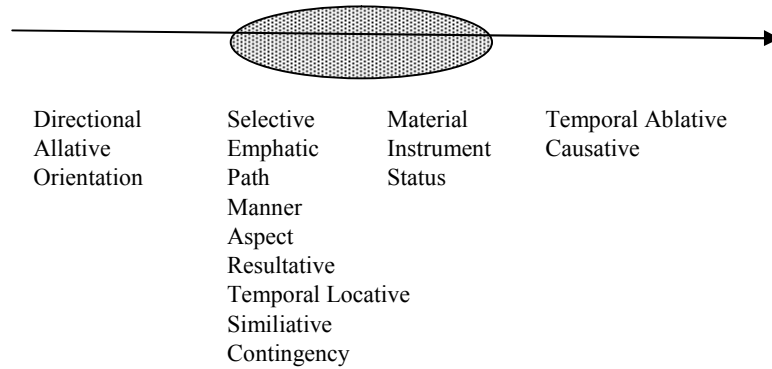 Directional Selective Material Temporal Ablative
Allative Emphatic Instrument Causative
Orientation Path Status
Manner
Aspect
Resultative
Temporal Locative
Similiative
Contingency